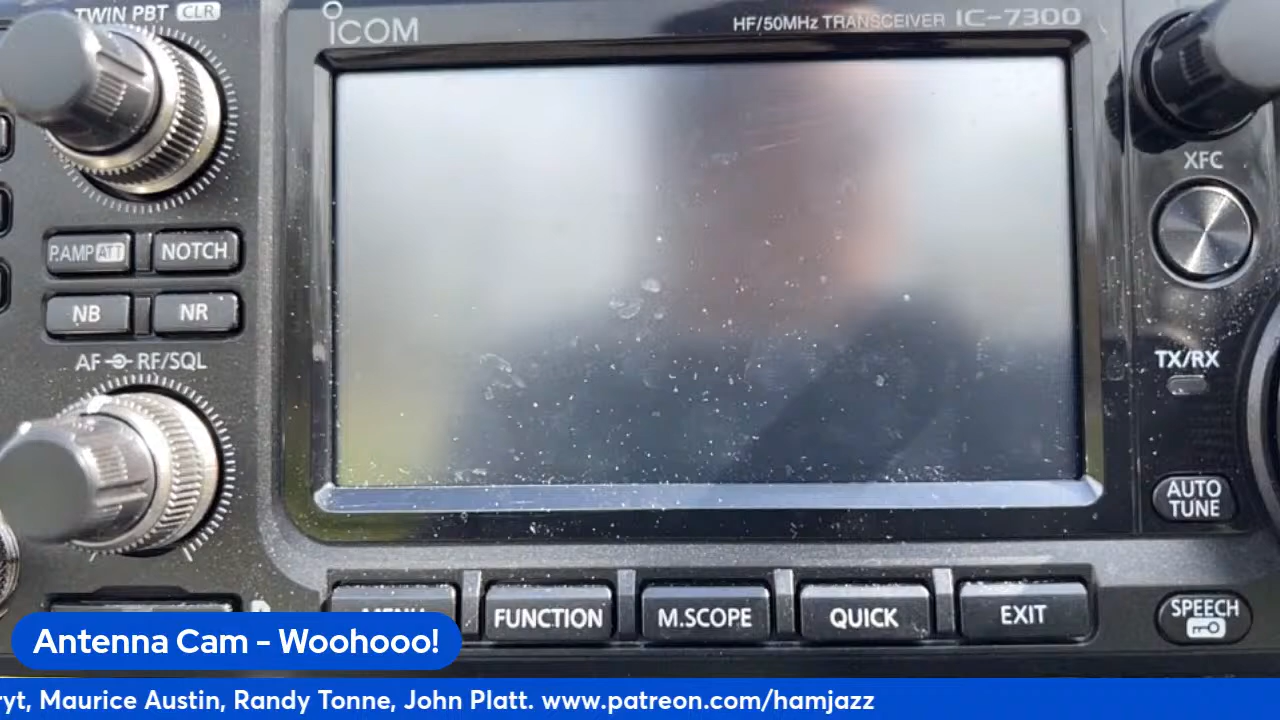 TWIN PBT CLR
ICOM
HF/50MHz TRANSCEIVER IC-7300
XFC
P.AMP ATT
NOTCH
NB
NR
AF RF/SQL
TX/RX
AUTO
TUNE
MENU
FUNCTION
M.SCOPE
QUICK
EXIT
SPEECH
Antenna Cam - Woohooo!
ryt, Maurice Austin, Randy Tonne, John Platt. www.patreon.com/hamjazz